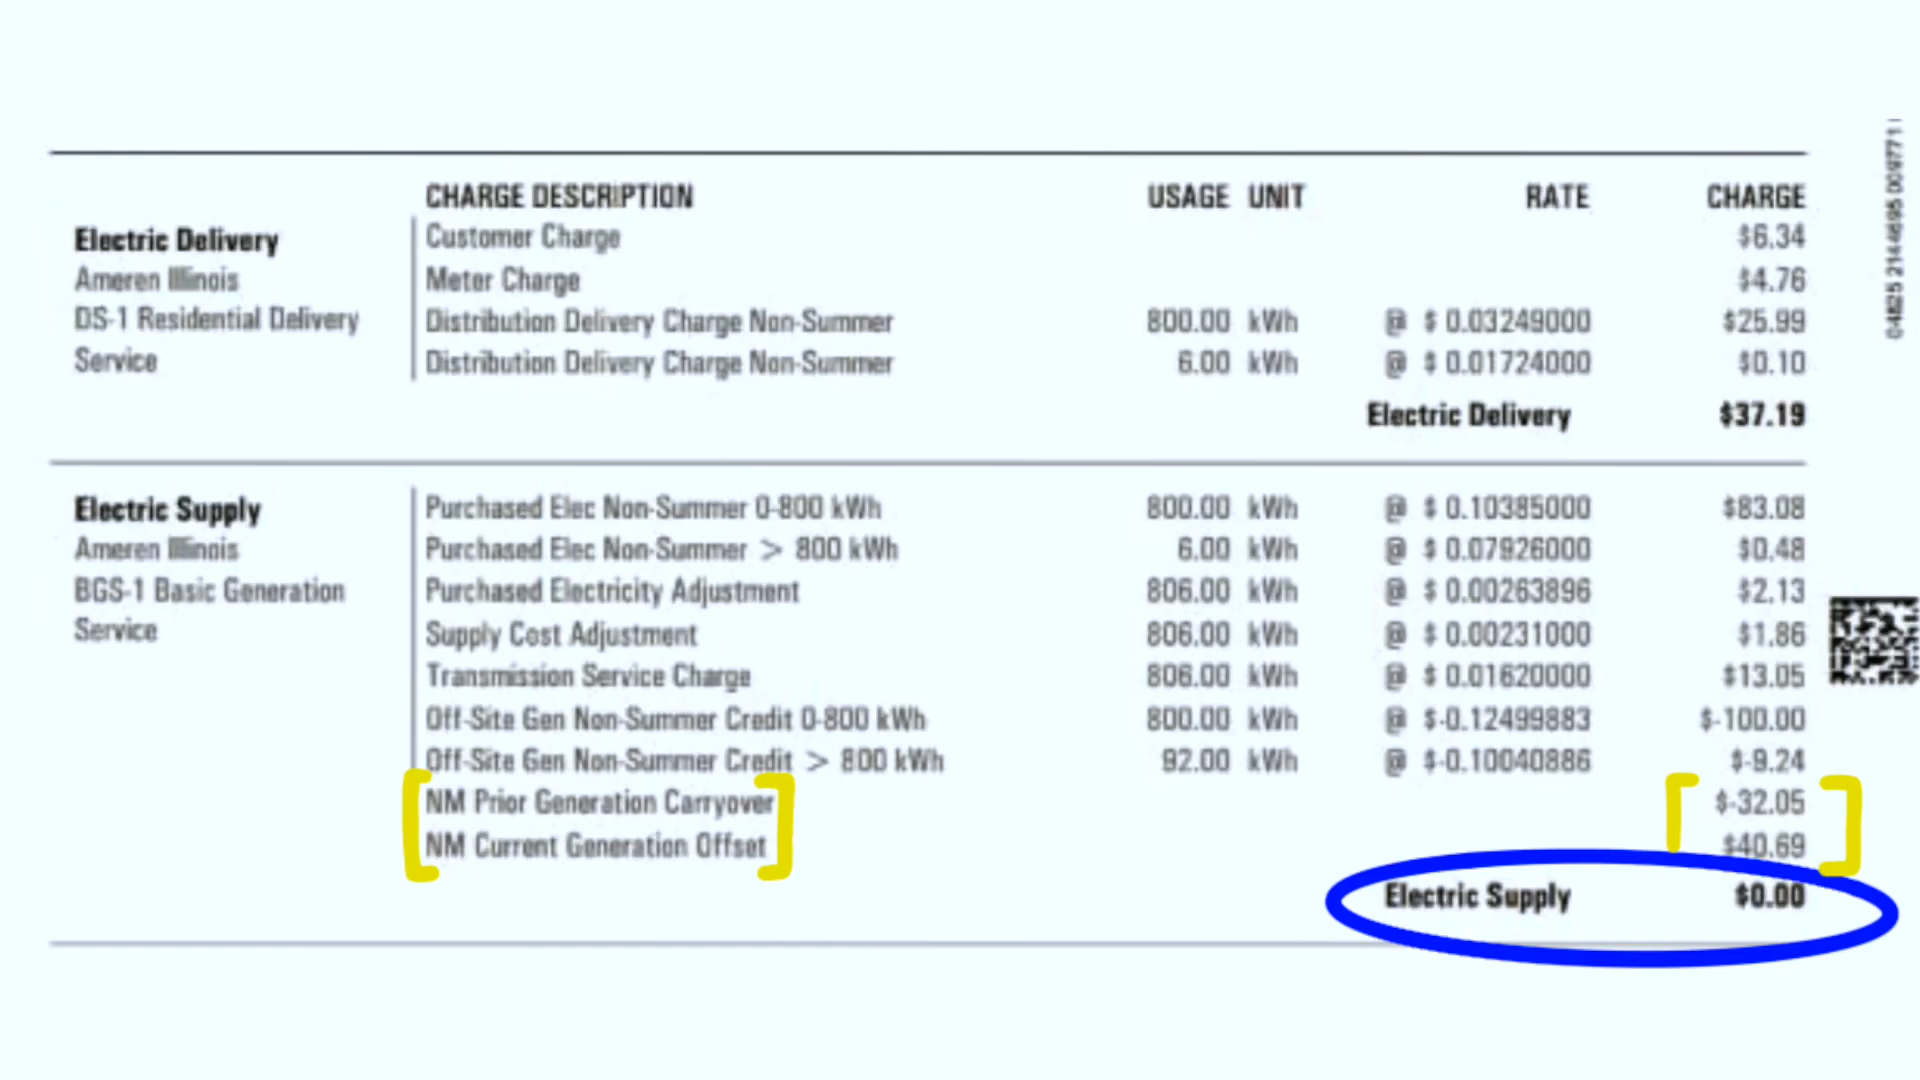 CHARGE DESCRIPTION USAGE UNIT RATE CHARGE
Electric Delivery Customer Charge $6.34
Ameren Illinois Meter Charge $4.76
DS-1 Residential Delivery Distribution Delivery Charge Non-Summer 800.00 kWh @ $ 0.03249000 $25.99
Service Distribution Delivery Charge Non-Summer 6.00 kWh @ $ 0.01724000 $0.10
Electric Delivery $37.19
Electric Supply Purchased Elec Non-Summer 0-800 kWh 800.00 kWh @ $ 0.10385000 $83.08
Ameren Illinois Purchased Elec Non-Summer > 800 kWh 6.00 kWh @ $ 0.07926000 $0.48
BGS-1 Basic Generation Purchased Electricity Adjustment 806.00 kWh @ $ 0.00263896 $2.13
Service Supply Cost Adjustment 806.00 kWh @ $ 0.00231000 $1.86
Transmission Service Charge 806.00 kWh @ $ 0.01620000 $13.05
Off-Site Gen Non-Summer Credit 0-800 kWh 800.00 kWh @ $-0.12499883 $-100.00
Off-Site Gen Non-Summer Credit > 800 kWh 92.00 kWh @ $-0.10040886 $-9.24
NM Prior Generation Carryover $-32.05
NM Current Generation Offset $40.69
Electric Supply $0.00